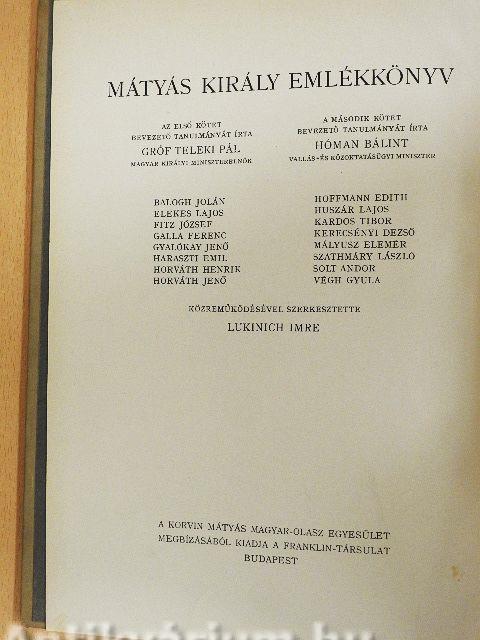 MÁTYÁS KIRÁLY EMLÉKKÖNYV
AZ ELSŐ KÖTET
BEVEZETŐ TANULMÁNYÁT ÍRTA
GRÓF TELEKI PÁL
MAGYAR KIRÁLYI MINISZTERELNÖK
A MÁSODIK KÖTET
BEVEZETŐ TANULMÁNYÁT ÍRTA
HÓMAN BÁLINT
VALLÁS- ÉS KÖZOKTATÁSÜGYI MINISZTER
BALOGH JOLÁN
ELEKES LAJOS
FITZ JÓZSEF
GALLA FERENC
GYALÓKAY JENŐ
HARASZTI EMIL
HORVÁTH HENRIK
HORVÁTH JENŐ
HOFFMANN EDITH
HUSZÁR LAJOS
KARDOS TIBOR
KERECSÉNYI DEZSŐ
MÁLYUSZ ELEMÉR
SZATHMÁRY LÁSZLÓ
SOLT ANDOR
VÉGH GYULA
KÖZREMŰKÖDÉSÉVEL SZERKESZTETTE
LUKINICH IMRE
A KORVIN MÁTYÁS MAGYAR-OLASZ EGYESÜLET
MEGBÍZÁSÁBÓL KIADJA A FRANKLIN-TÁRSULAT
BUDAPEST
Antikvárium.hu